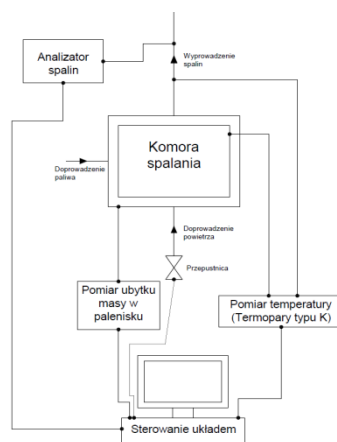 Analizator
spalin
Wyprowadzenie
spalin
Komora
spalania
Doprowadzenie
paliwa
Doprowadzenie
powietrza
Przepustnica
Pomiar ubytku
masy w
palenisku
Pomiar temperatury
(Termopary typu K)
Sterowanie układem